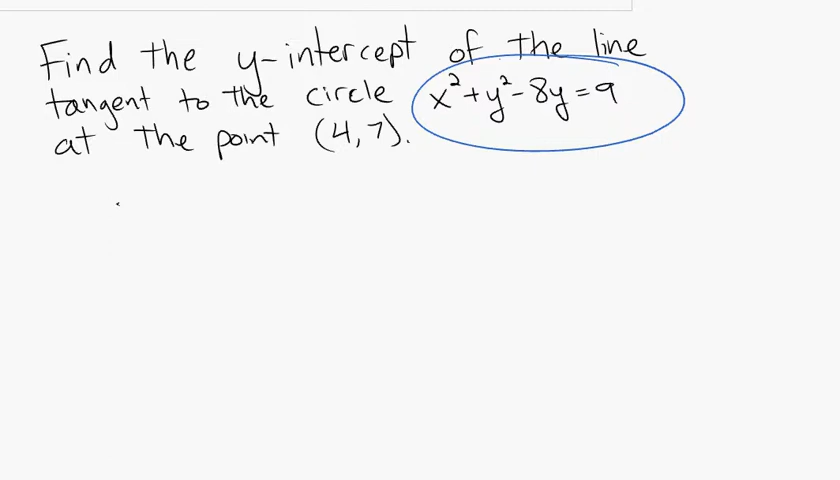 Find the y-intercept of the line
tangent to the circle x²+y²-8y=9
at the point (4,7).